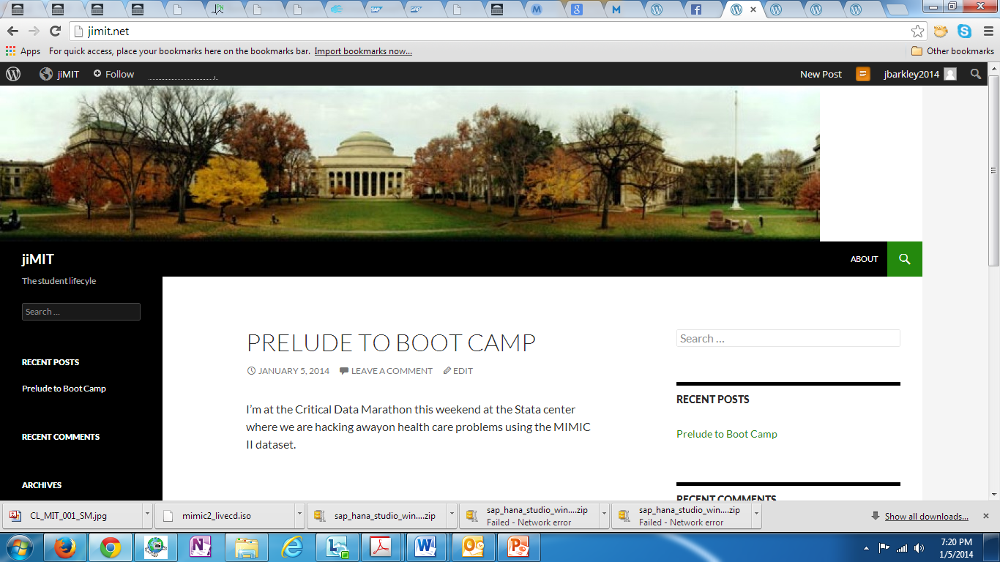 jimit.net
Apps For quick access, place your bookmarks here on the bookmarks bar. Import bookmarks now... Other bookmarks
jiMIT Follow New Post jbarkley2014
jiMIT ABOUT
The student lifecyle
Search ...
RECENT POSTS
Prelude to Boot Camp
RECENT COMMENTS
ARCHIVES
PRELUDE TO BOOT CAMP
JANUARY 5, 2014 LEAVE A COMMENT EDIT
I'm at the Critical Data Marathon this weekend at the Stata center
where we are hacking awayon health care problems using the MIMIC
II dataset.
Search ...
RECENT POSTS
Prelude to Boot Camp
RECENT COMMENTS
CL_MIT_001_SM.jpg
mimic2_livecd.iso
sap_hana_studio_win....zip
sap_hana_studio_win....zip
Failed - Network error
sap_hana_studio_win....zip
Failed - Network error
Show all downloads...
7:20 PM
1/5/2014